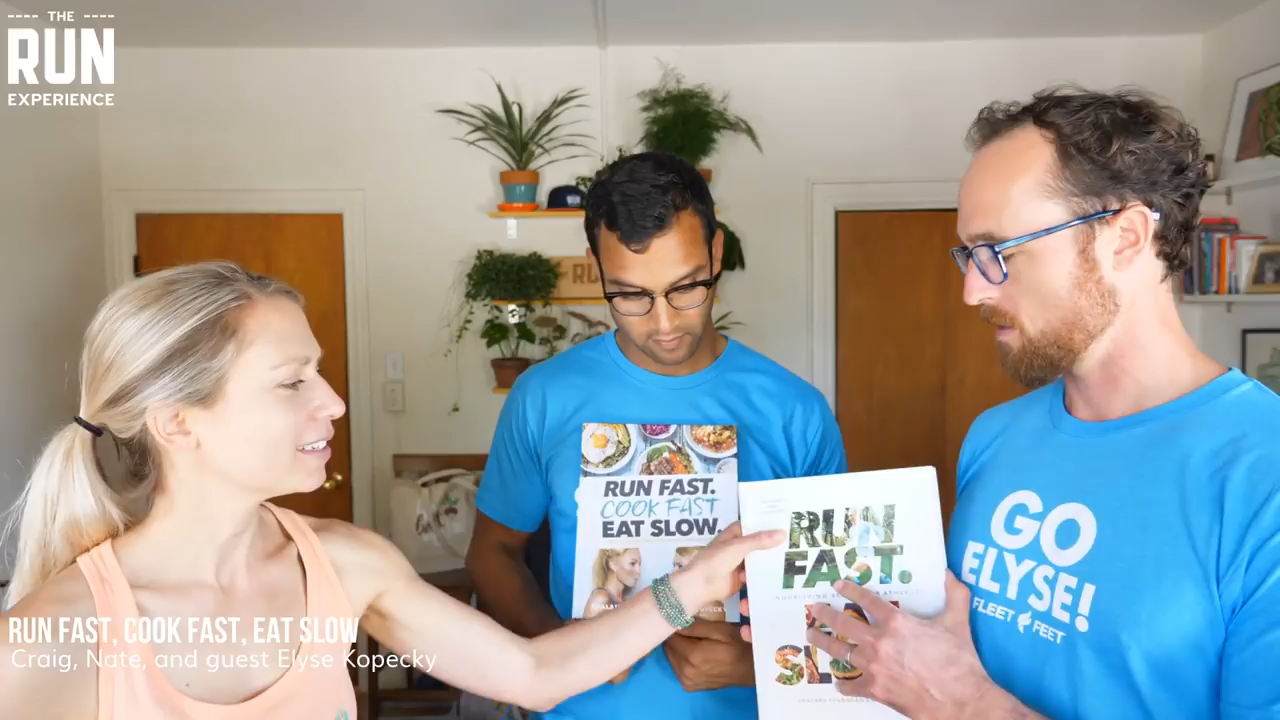 THE
RUN
EXPERIENCE
RU
RUN FAST.
COOK FAST
EAT SLOW.
RUN
FAST.
GO
ELYSE!
FLEET FEET
RUN FAST, COOK FAST, EAT SLOW
Craig, Nate, and guest Elyse Kopecky